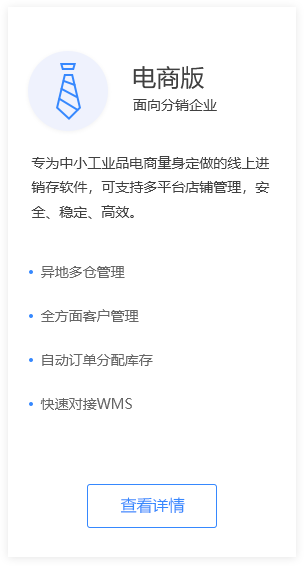 电商版
面向分销企业
专为中小工业品电商量身定做的线上进
销存软件，可支持多平台店铺管理，安
全、稳定、高效。
异地多仓管理
全方面客户管理
自动订单分配库存
快速对接WMS
查看详情